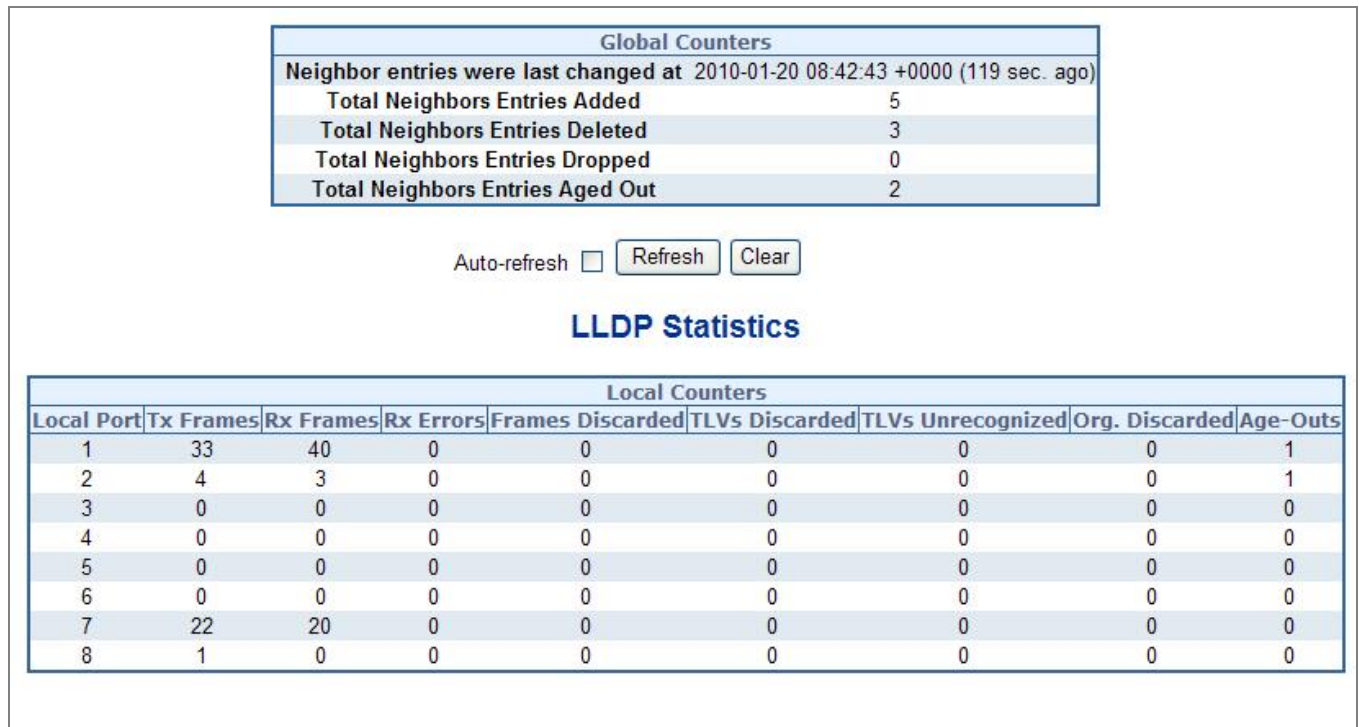 Global Counters
Neighbor entries were last changed at 2010-01-20 08:42:43 +0000 (119 sec. ago)
Total Neighbors Entries Added 5
Total Neighbors Entries Deleted 3
Total Neighbors Entries Dropped 0
Total Neighbors Entries Aged Out 2
Auto-refresh Refresh Clear
LLDP Statistics
Local Counters
Local Port Tx Frames Rx Frames Rx Errors Frames Discarded TLVs Discarded TLVs Unrecognized Org. Discarded Age-Outs
1 33 40 0 0 0 0 0 1
2 4 3 0 0 0 0 0 1
3 0 0 0 0 0 0 0 0
4 0 0 0 0 0 0 0 0
5 0 0 0 0 0 0 0 0
6 0 0 0 0 0 0 0 0
7 22 20 0 0 0 0 0 0
8 1 0 0 0 0 0 0 0